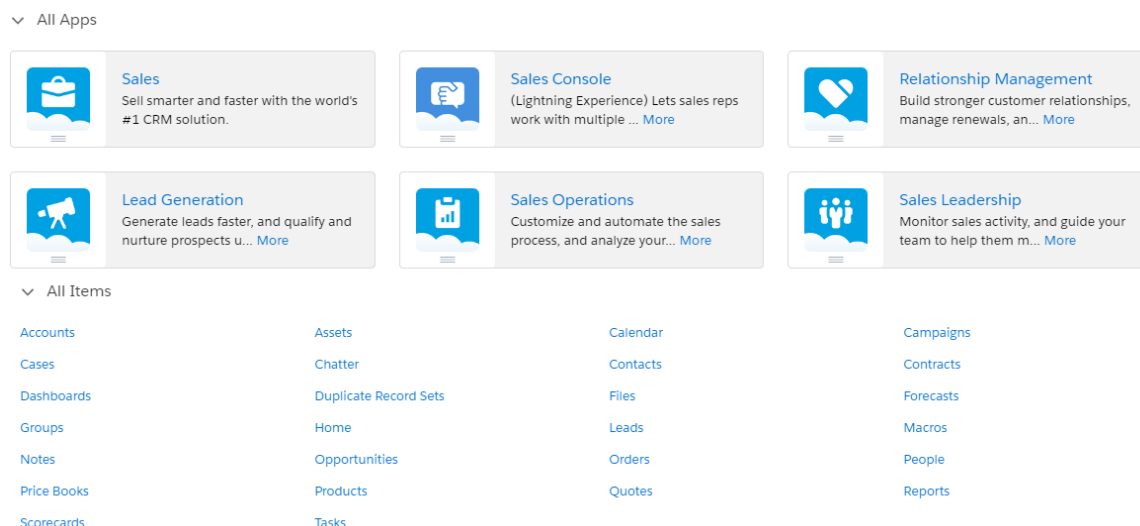 All Apps
Sales
Sell smarter and faster with the world's
#1 CRM solution.
Sales Console
(Lightning Experience) Lets sales reps
work with multiple ... More
Relationship Management
Build stronger customer relationships,
manage renewals, an... More
Lead Generation
Generate leads faster, and qualify and
nurture prospects u... More
Sales Operations
Customize and automate the sales
process, and analyze your... More
Sales Leadership
Monitor sales activity, and guide your
team to help them m... More
All Items
Accounts Assets Calendar Campaigns
Cases Chatter Contacts Contracts
Dashboards Duplicate Record Sets Files Forecasts
Groups Home Leads Macros
Notes Opportunities Orders People
Price Books Products Quotes Reports
Scorecards Tasks